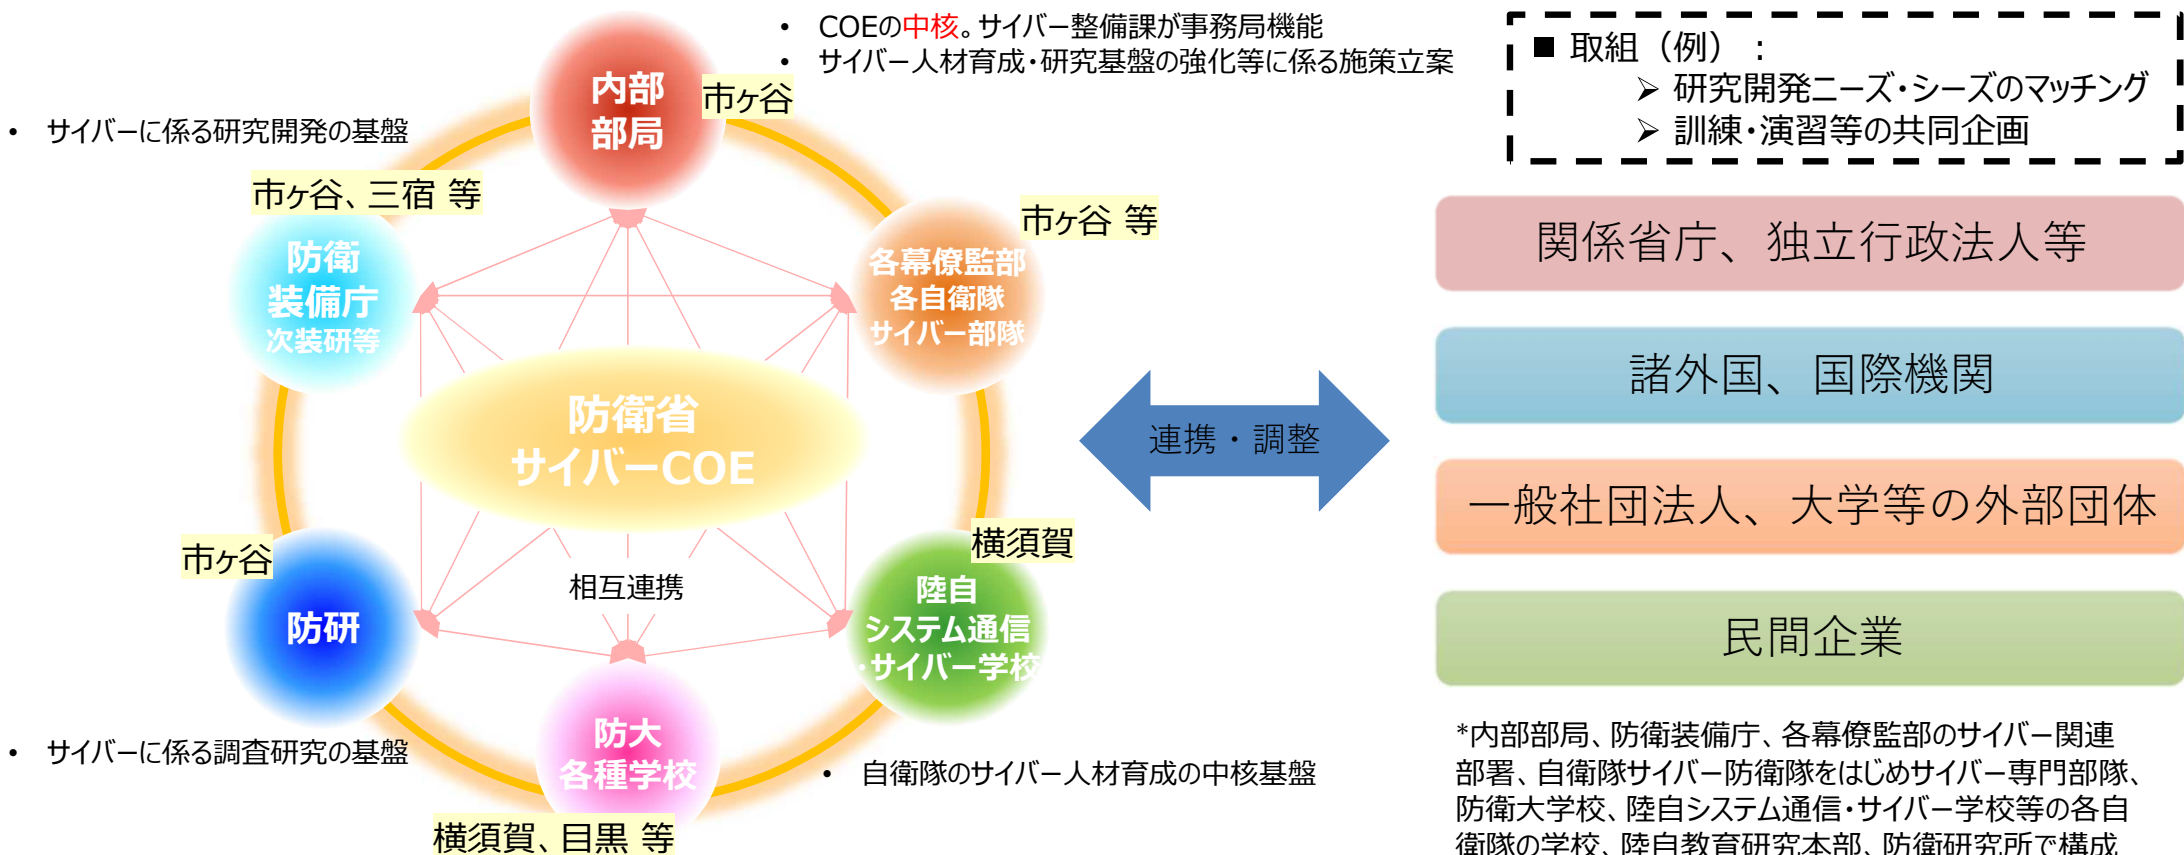 • COEの中核。サイバー整備課が事務局機能
• サイバー人材育成・研究基盤の強化等に係る施策立案
内部
部局
市ヶ谷
• サイバーに係る研究開発の基盤
市ヶ谷、三宿 等
防衛
装備庁
次装研等
市ヶ谷 等
各幕僚監部
各自衛隊
サイバー部隊
防衛省
サイバーCOE
相互連携
市ヶ谷
防研
• サイバーに係る調査研究の基盤
横須賀
陸自
システム通信
・サイバー学校
• 自衛隊のサイバー人材育成の中核基盤
防大
各種学校
横須賀、目黒 等
連携・調整
■ 取組（例）：
➢ 研究開発ニーズ・シーズのマッチング
➢ 訓練・演習等の共同企画
関係省庁、独立行政法人等
諸外国、国際機関
一般社団法人、大学等の外部団体
民間企業
*内部部局、防衛装備庁、各幕僚監部のサイバー関連
部署、自衛隊サイバー防衛隊をはじめサイバー専門部隊、
防衛大学校、陸自システム通信・サイバー学校等の各自
衛隊の学校、陸自教育研究本部、防衛研究所で構成